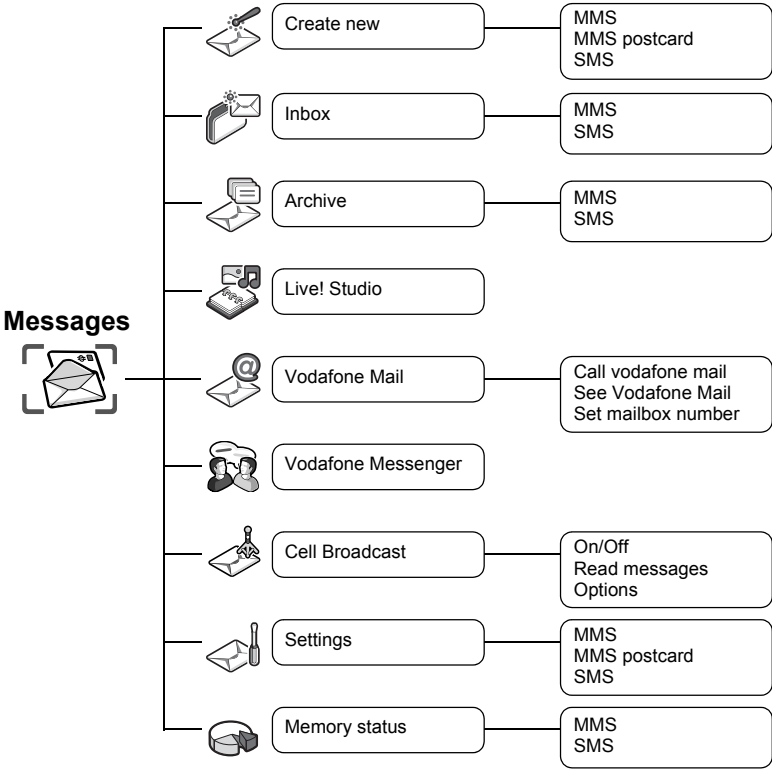 Messages
Create new
MMS
MMS postcard
SMS
Inbox
MMS
SMS
Archive
MMS
SMS
Live! Studio
Vodafone Mail
Call vodafone mail
See Vodafone Mail
Set mailbox number
Vodafone Messenger
Cell Broadcast
On/Off
Read messages
Options
Settings
MMS
MMS postcard
SMS
Memory status
MMS
SMS